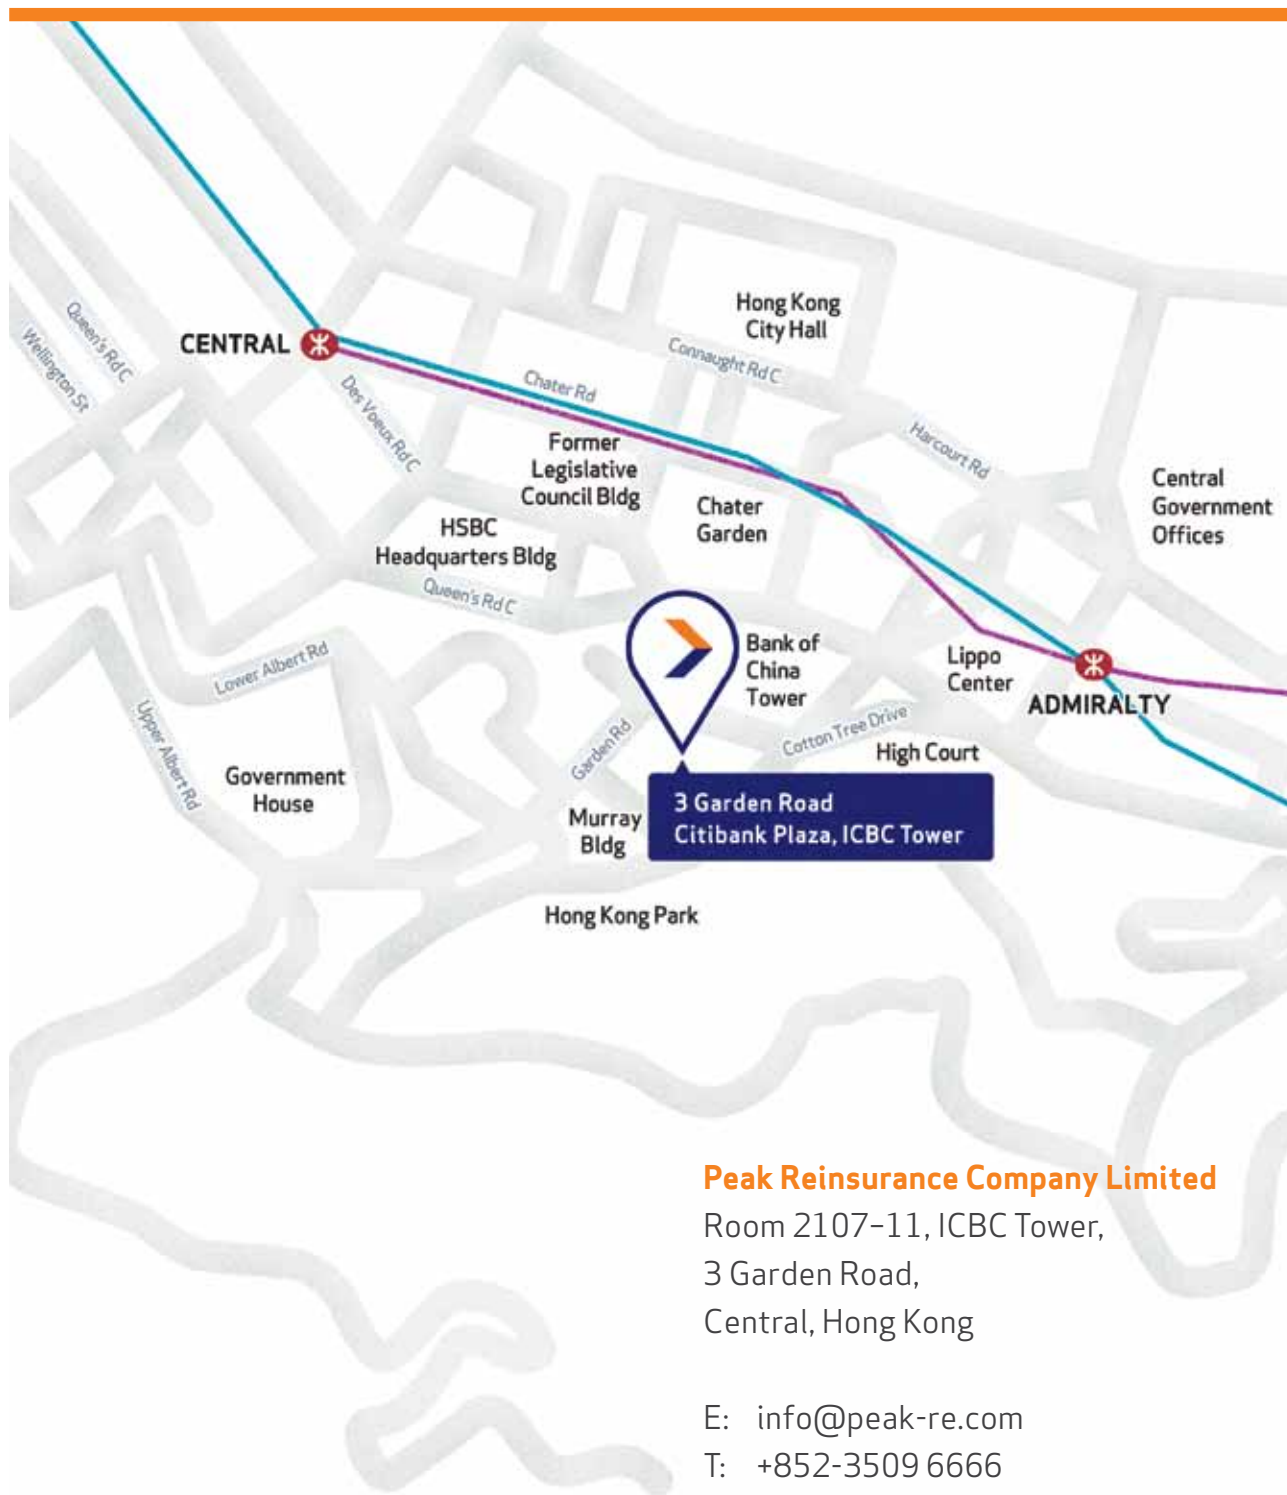 Hong Kong
City Hall
Queen's Rd C
CENTRAL
Wellington St
Connaught Rd C
Chater Rd
Des Voeux Rd C
Harcourt Rd
Former
Legislative
Council Bldg
Central
Government
Offices
Chater
Garden
HSBC
Headquarters Bldg
Queen's Rd C
Bank of
China
Tower
Lippo
Center
Lower Albert Rd
ADMIRALTY
Upper Albert Rd
Garden Rd
Cotton Tree Drive
High Court
Government
House
3 Garden Road
Citibank Plaza, ICBC Tower
Murray
Bldg
Hong Kong Park
Peak Reinsurance Company Limited
Room 2107–11, ICBC Tower,
3 Garden Road,
Central, Hong Kong
E: info@peak-re.com
T: +852-3509 6666